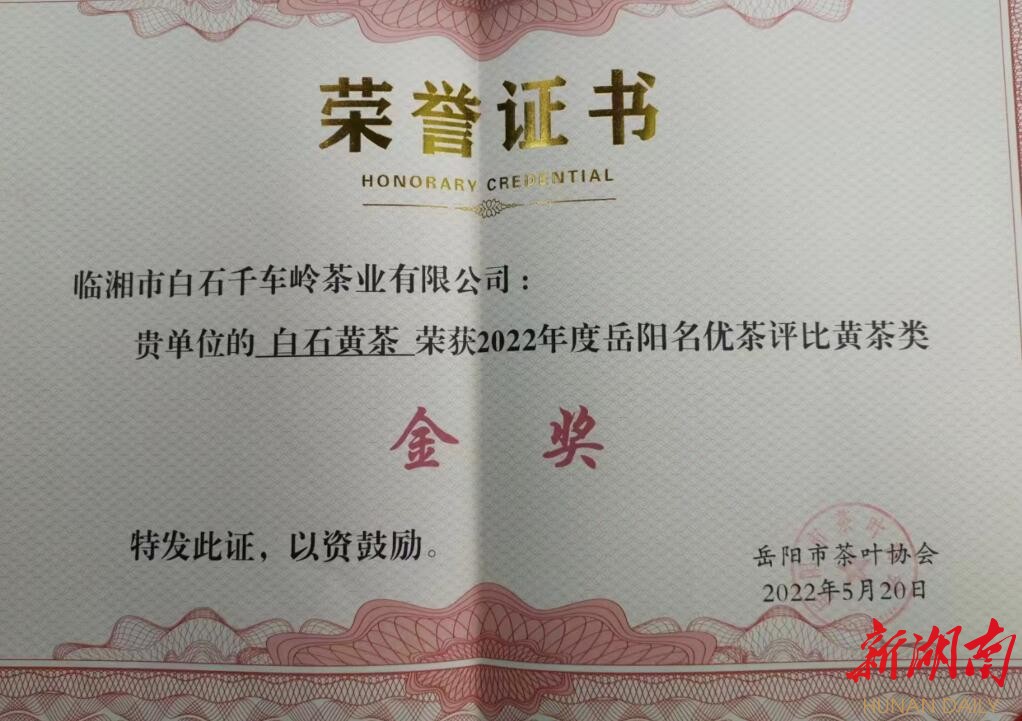 荣誉证书
HONORARY CREDENTIAL
临湘市白石千车岭茶业有限公司：
贵单位的 白石黄茶 荣获2022年度岳阳名优茶评比黄茶类
金 奖
特发此证，以资鼓励。
岳阳市茶叶协会
2022年5月20日
新湖南
HUNAN DAILY